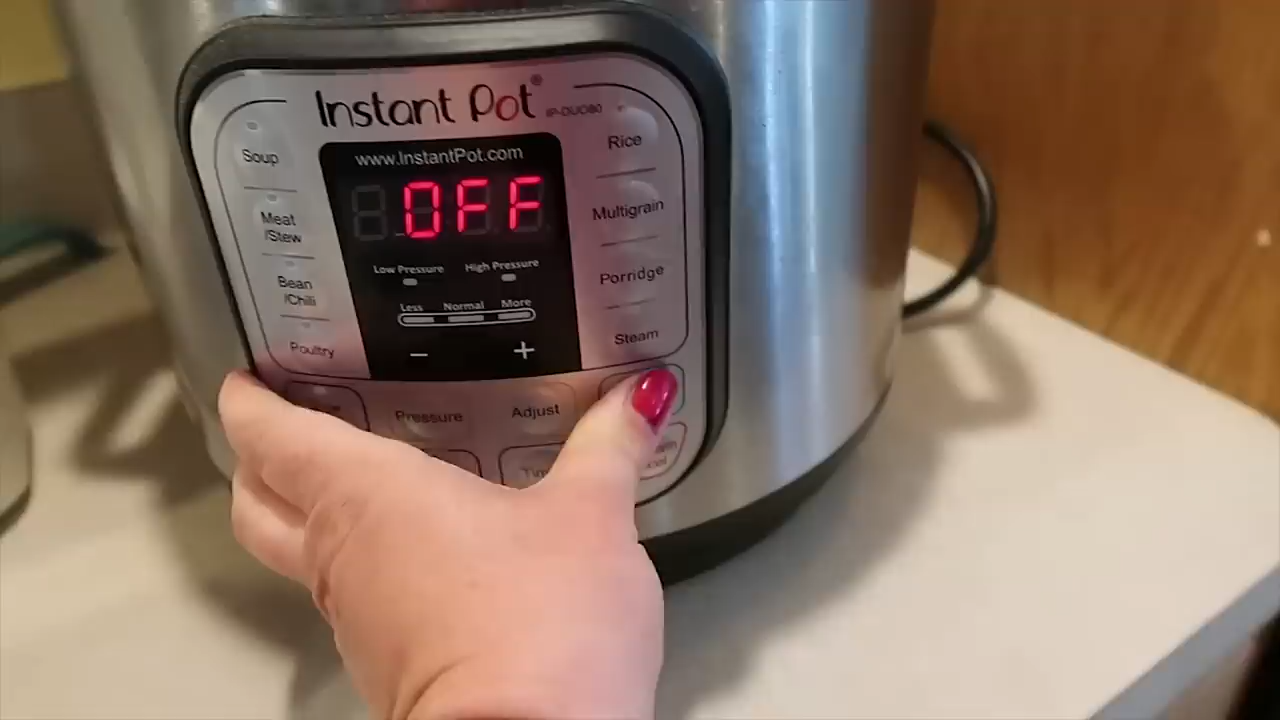 Instant Pot® IP-DUO80
www.InstantPot.com
OFF
Low Pressure High Pressure
Less Normal More
− +
Soup
Meat
/Stew
Bean
/Chili
Poultry
Rice
Multigrain
Porridge
Steam
Pressure Adjust